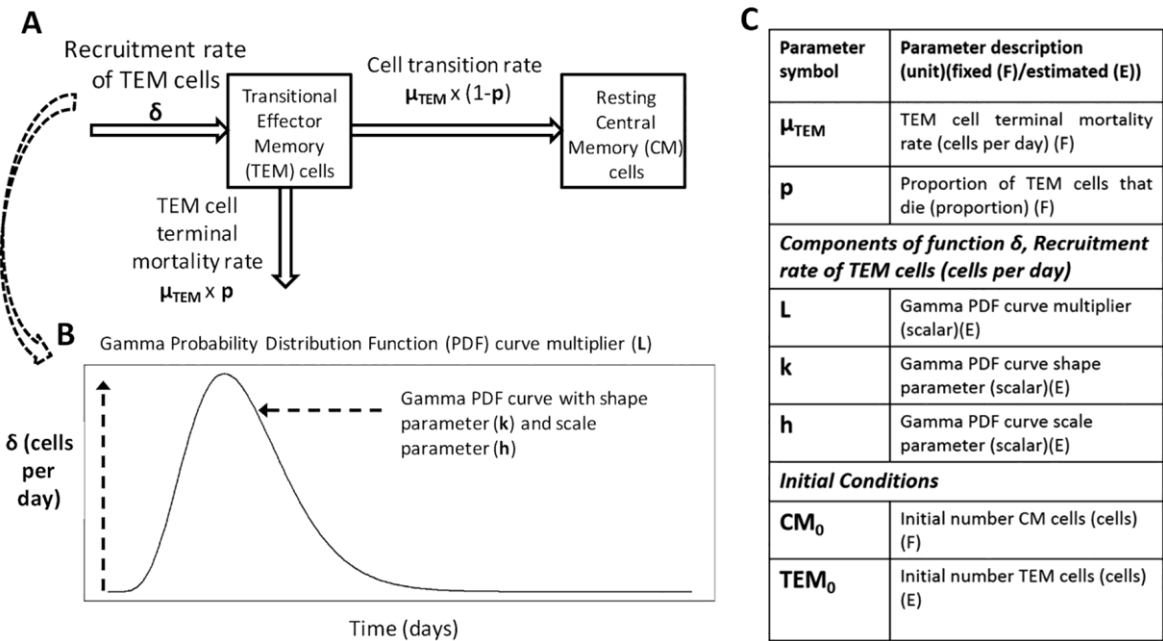 A
Recruitment rate
of TEM cells
δ
Transitional
Effector
Memory
(TEM) cells
Cell transition rate
μTEM x (1-p)
Resting
Central
Memory (CM)
cells
TEM cell
terminal
mortality rate
μTEM x p
B
Gamma Probability Distribution Function (PDF) curve multiplier (L)
Gamma PDF curve with shape
parameter (k) and scale
parameter (h)
δ (cells
per
day)
Time (days)
C
Parameter symbol
Parameter description
(unit)(fixed (F)/estimated (E))
μTEM
TEM cell terminal mortality
rate (cells per day) (F)
p
Proportion of TEM cells that
die (proportion) (F)
Components of function δ, Recruitment
rate of TEM cells (cells per day)
L
Gamma PDF curve multiplier
(scalar)(E)
k
Gamma PDF curve shape
parameter (scalar)(E)
h
Gamma PDF curve scale
parameter (scalar)(E)
Initial Conditions
CM0
Initial number CM cells (cells)
(F)
TEM0
Initial number TEM cells (cells)
(E)